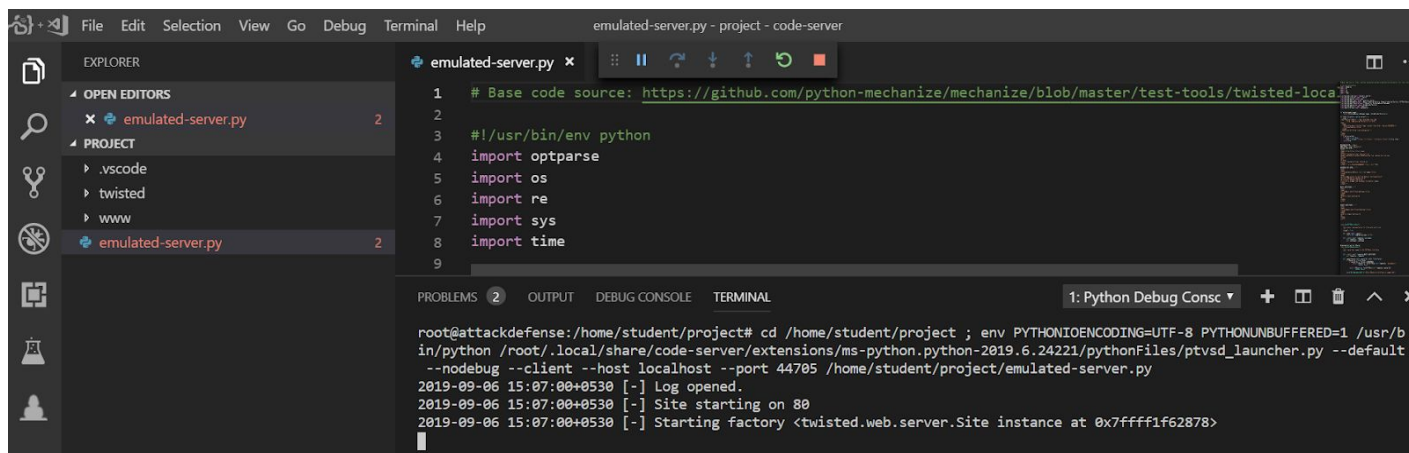 File Edit Selection View Go Debug Terminal Help emulated-server.py - project - code-server
EXPLORER
OPEN EDITORS
emulated-server.py 2
PROJECT
.vscode
twisted
www
emulated-server.py 2
emulated-server.py
1 # Base code source: https://github.com/python-mechanize/mechanize/blob/master/test-tools/twisted-loca
2
3 #!/usr/bin/env python
4 import optparse
5 import os
6 import re
7 import sys
8 import time
9
PROBLEMS 2 OUTPUT DEBUG CONSOLE TERMINAL 1: Python Debug Consc
root@attackdefense:/home/student/project# cd /home/student/project ; env PYTHONIOENCODING=UTF-8 PYTHONUNBUFFERED=1 /usr/b
in/python /root/.local/share/code-server/extensions/ms-python.python-2019.6.24221/pythonFiles/ptvsd_launcher.py --default
--nodebug --client --host localhost --port 44705 /home/student/project/emulated-server.py
2019-09-06 15:07:00+0530 [-] Log opened.
2019-09-06 15:07:00+0530 [-] Site starting on 80
2019-09-06 15:07:00+0530 [-] Starting factory <twisted.web.server.Site instance at 0x7ffff1f62878>